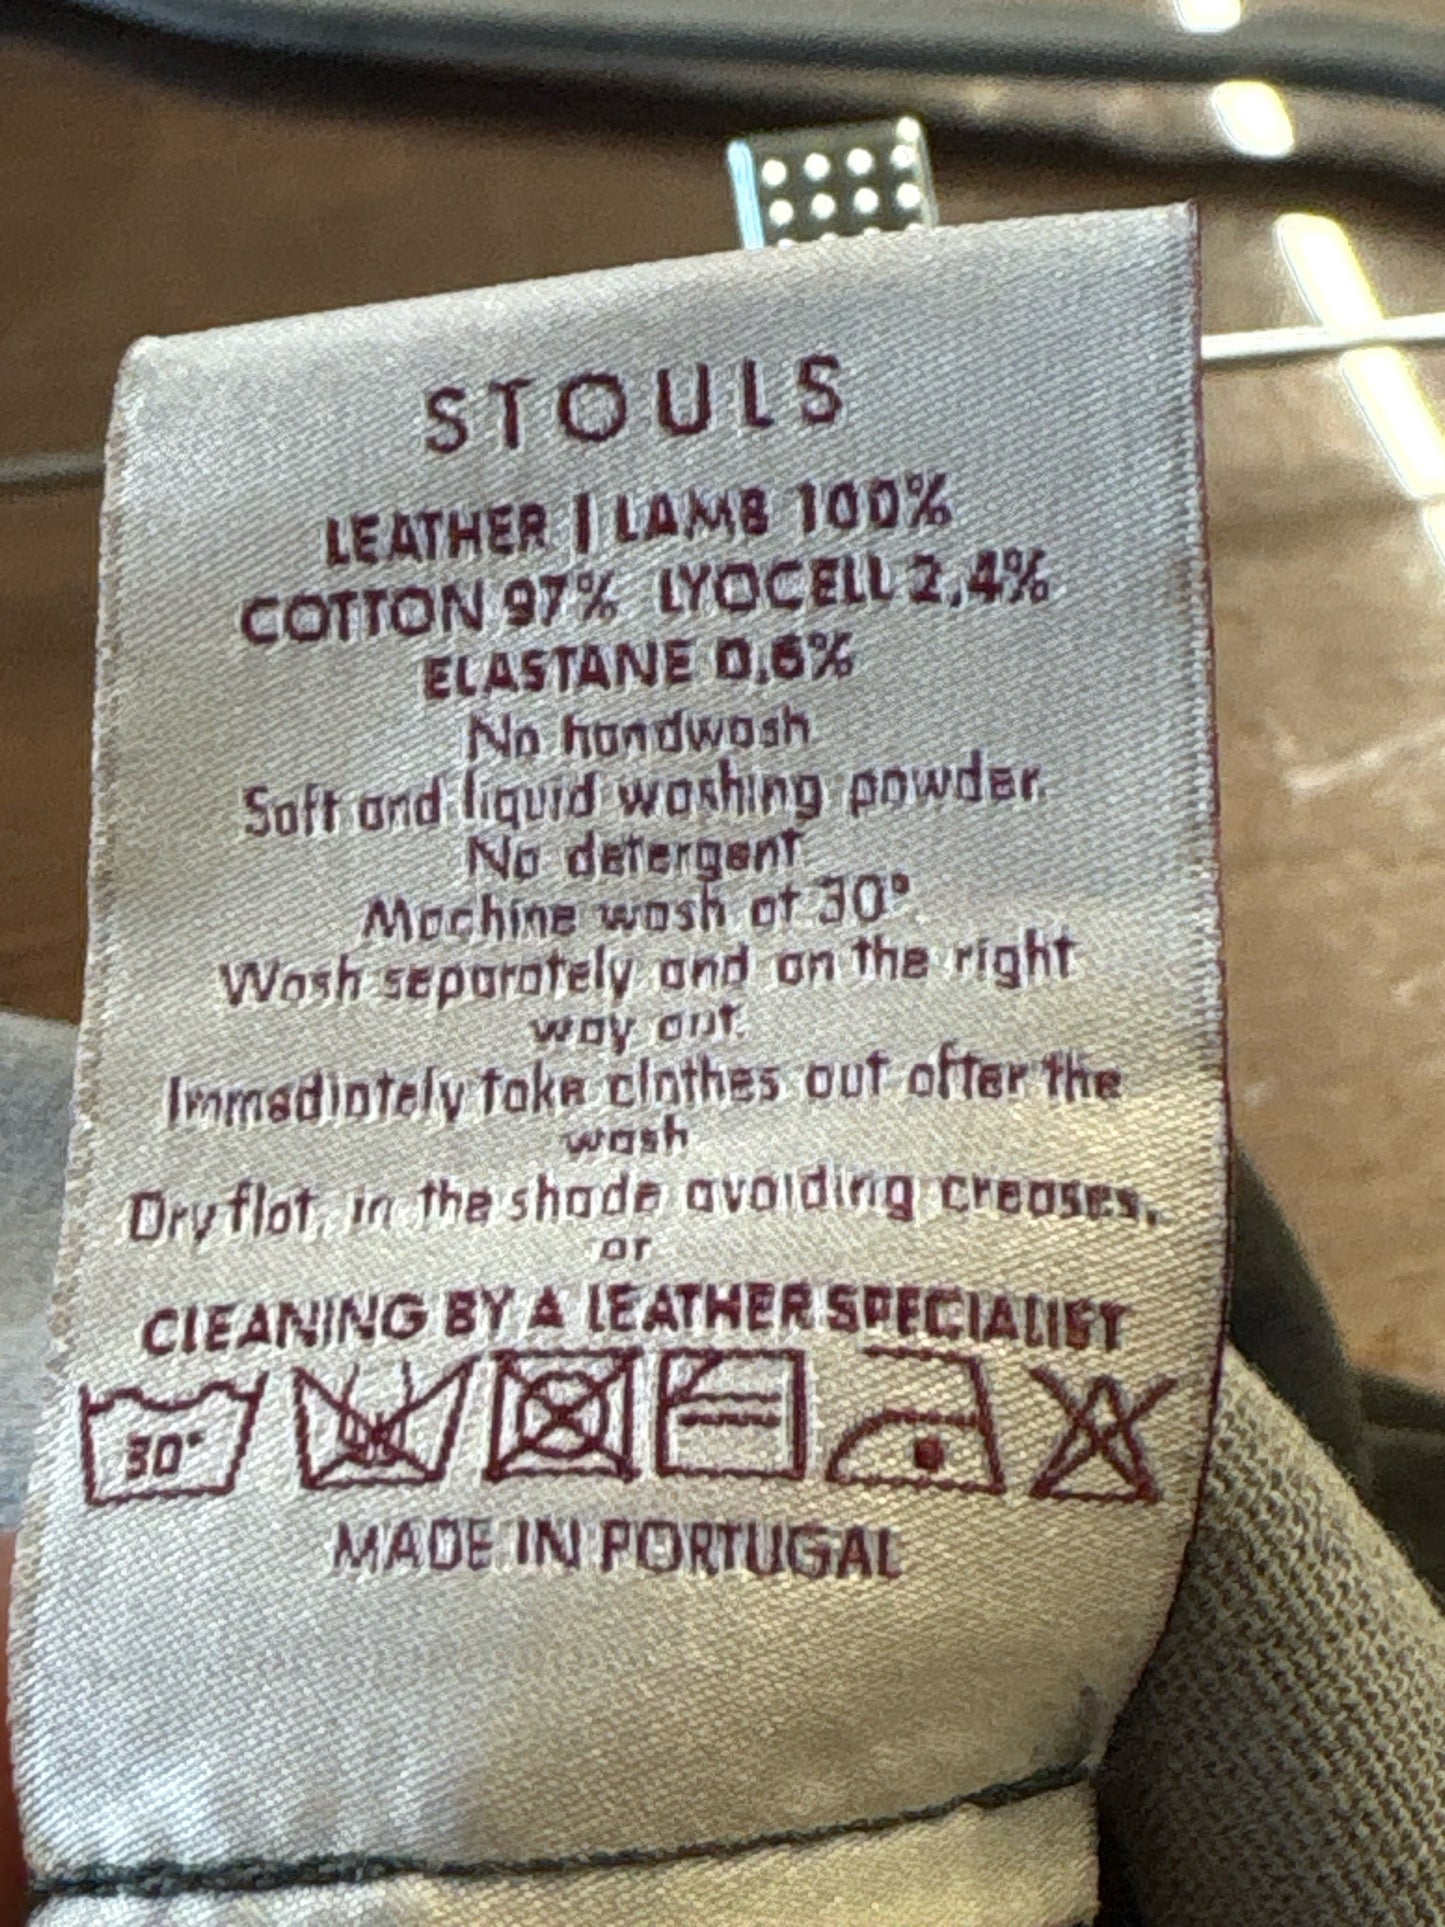 STOULS
LEATHER | LAMB 100%
COTTON 97% LYOCELL 2,4%
ELASTANE 0,6%
No handwash
Soft and liquid washing powder.
No detergent
Machine wash at 30°
Wash separately and on the right
way out.
Immediately take clothes out after the
wash
Dry flat, in the shade avoiding creases.
or
CLEANING BY A LEATHER SPECIALIST
30°
MADE IN PORTUGAL